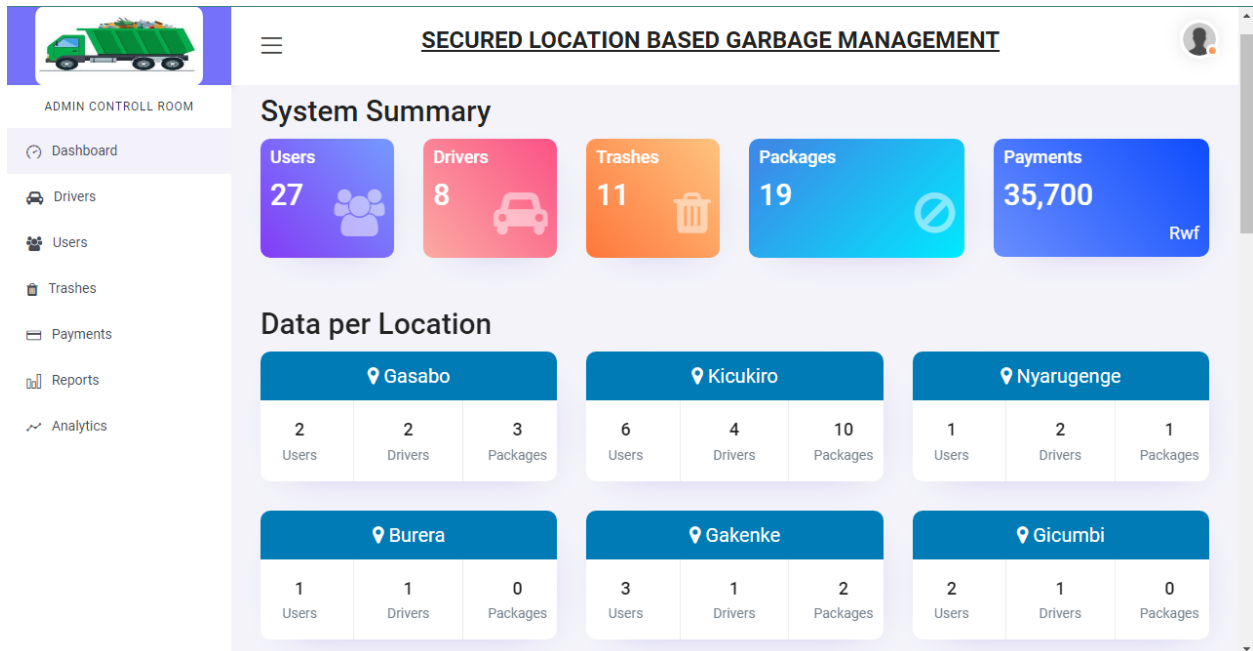 SECURED LOCATION BASED GARBAGE MANAGEMENT
ADMIN CONTROLL ROOM
Dashboard
Drivers
Users
Trashes
Payments
Reports
Analytics
System Summary
Users
27
Drivers
8
Trashes
11
Packages
19
Payments
35,700
Rwf
Data per Location
Gasabo
2 2 3
Users Drivers Packages
Kicukiro
6 4 10
Users Drivers Packages
Nyarugenge
1 2 1
Users Drivers Packages
Burera
1 1 0
Users Drivers Packages
Gakenke
3 1 2
Users Drivers Packages
Gicumbi
2 1 0
Users Drivers Packages